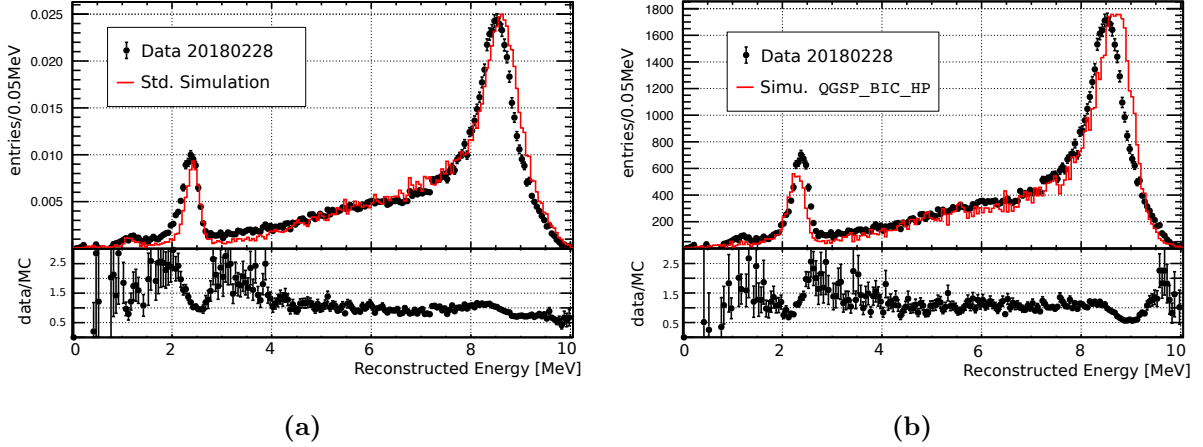 0.025
0.020
0.015
0.010
0.005
entries/0.05MeV
Data 20180228
Std. Simulation
2.5
1.5
0.5
data/MC
0 2 4 6 8 10
Reconstructed Energy [MeV]
(a)
1800
1600
1400
1200
1000
800
600
400
200
entries/0.05MeV
Data 20180228
Simu. QGSP_BIC_HP
2.5
1.5
0.5
data/MC
0 2 4 6 8 10
Reconstructed Energy [MeV]
(b)